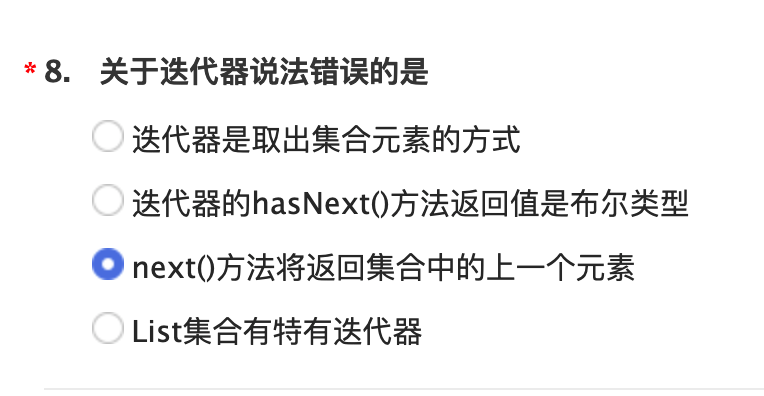 * 8. 关于迭代器说法错误的是
迭代器是取出集合元素的方式
迭代器的hasNext()方法返回值是布尔类型
next()方法将返回集合中的上一个元素
List集合有特有迭代器